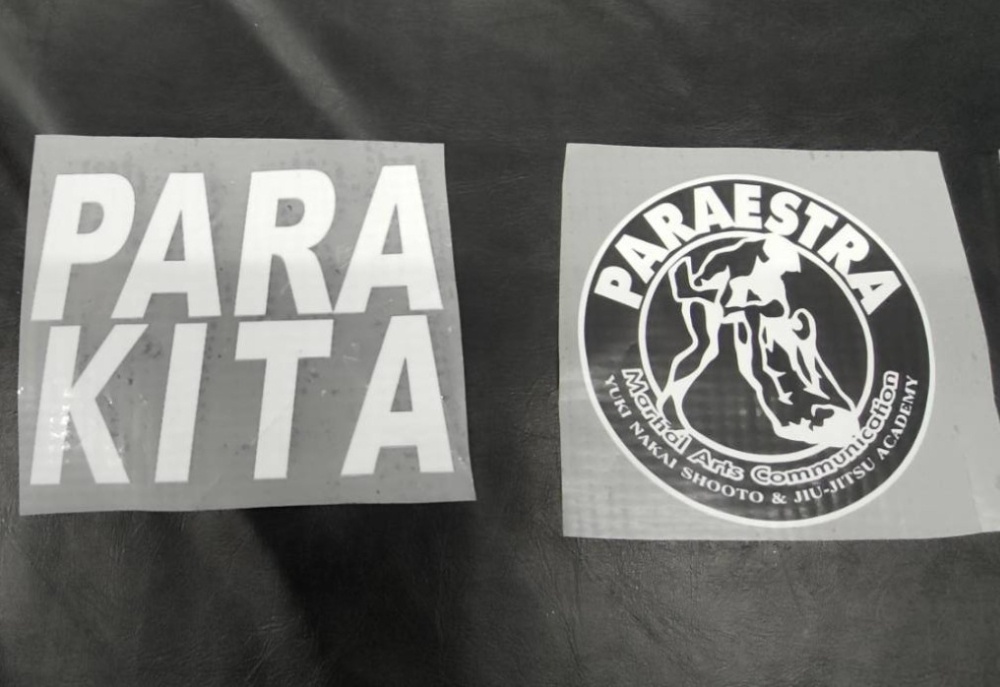 PARA
KITA
PARAESTRA
Martial Arts Communication
YUKI NAKAI SHOOTO & JIU-JITSU ACADEMY